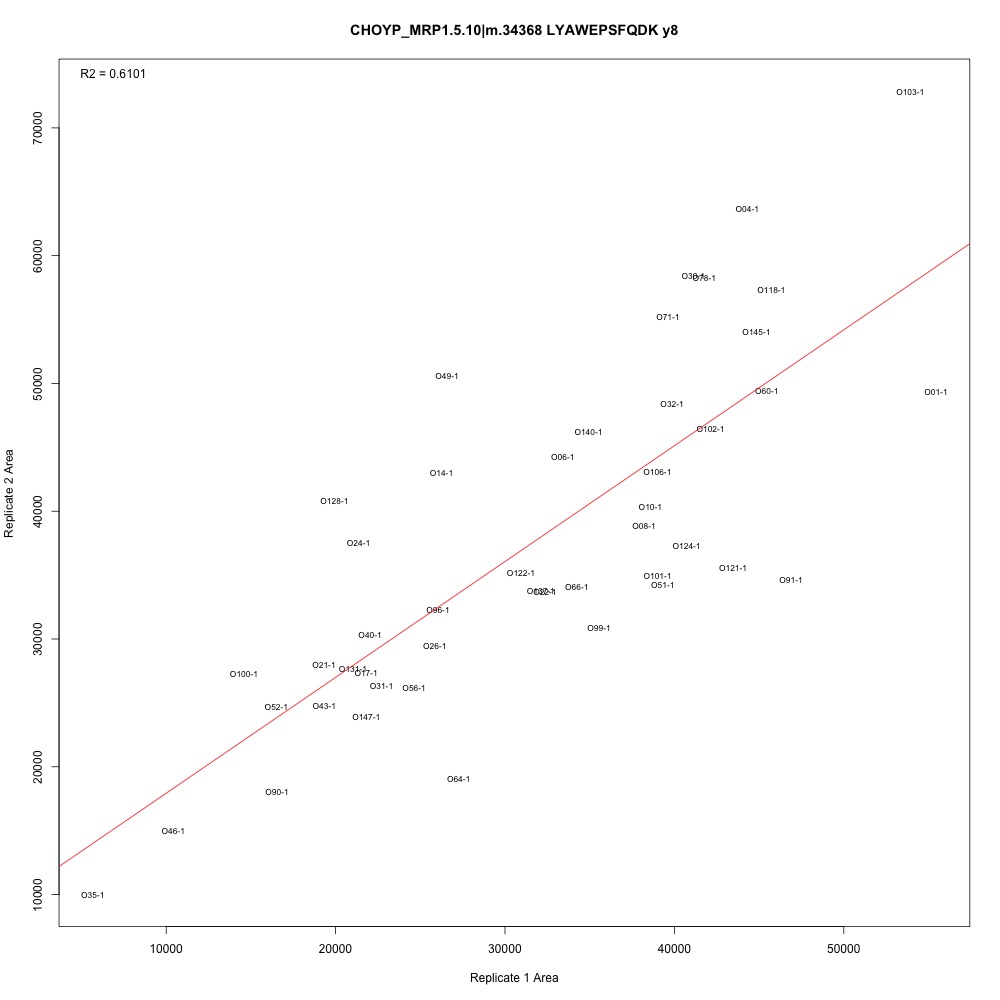 CHOYP_MRP1.5.10|m.34368 LYAWEPSFQDK y8
R2 = 0.6101
O103-1
70000
O04-1
60000
O78-1
O118-1
O71-1
O145-1
50000
O49-1
O60-1
O01-1
O32-1
O140-1
O102-1
O06-1
O14-1
O106-1
O128-1
O10-1
40000
O08-1
O24-1
O124-1
O121-1
O122-1
O101-1
O91-1
O51-1
O66-1
O22-1
O96-1
O99-1
30000
O40-1
O26-1
O21-1
O131-1
O17-1
O100-1
O31-1
O56-1
O52-1
O43-1
O147-1
20000
O64-1
O90-1
O46-1
10000
O35-1
Replicate 2 Area
10000 20000 30000 40000 50000
Replicate 1 Area